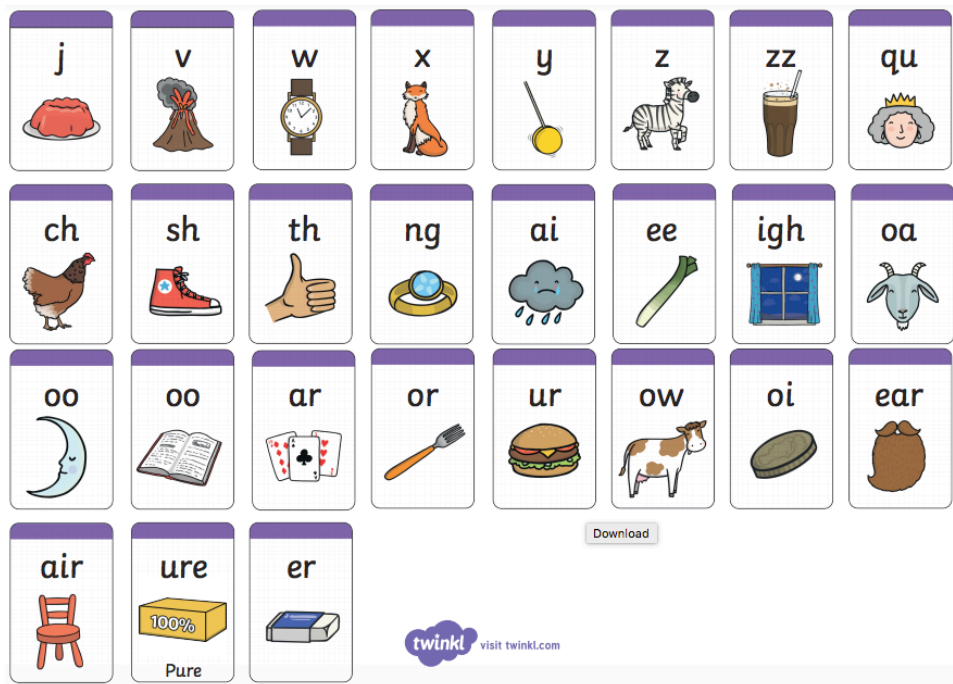 j v w x y z zz qu
ch sh th ng ai ee igh oa
oo oo ar or ur ow oi ear
Download
air ure er
100%
twinkl visit twinkl.com
Pure